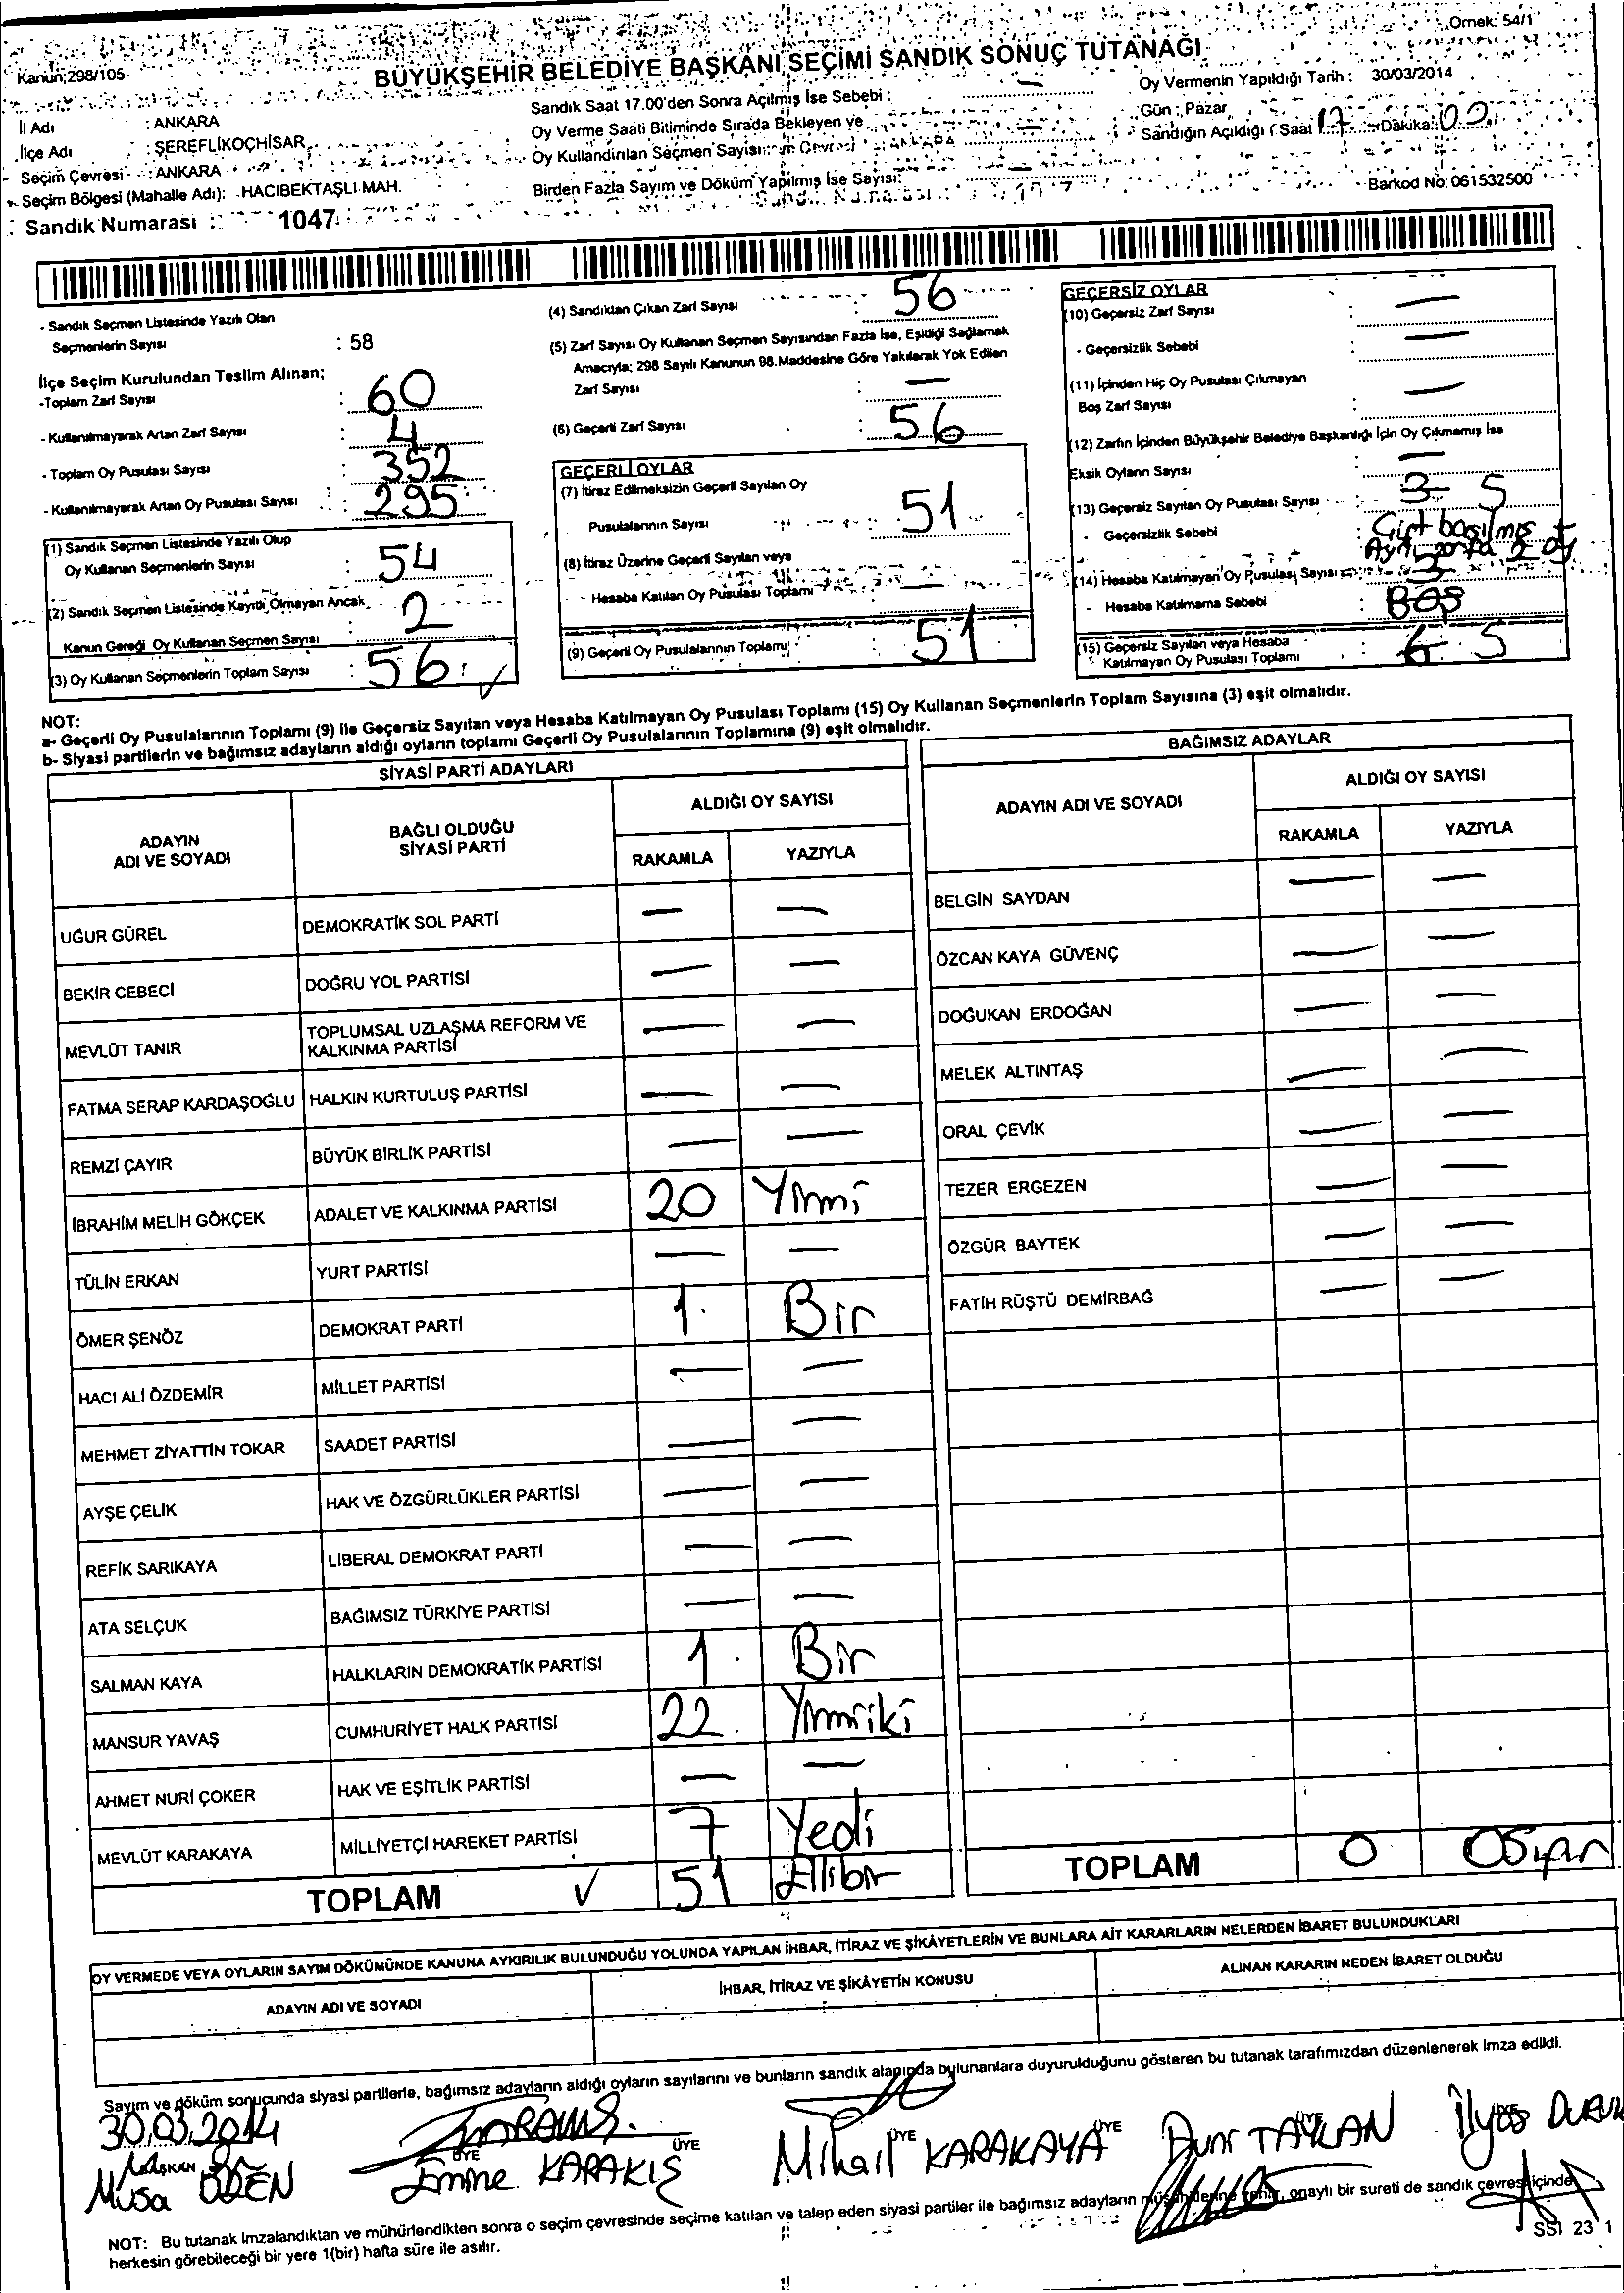 Örnek: 54/1
Kanun;298/105
BÜYÜKŞEHİR BELEDİYE BAŞKANI SEÇİMİ SANDIK SONUÇ TUTANAĞI
İl Adı : ANKARA
İlçe Adı : ŞEREFLİKOÇHİSAR
Seçim Çevresi : ANKARA
Seçim Bölgesi (Mahalle Adı): HACIBEKTAŞLI MAH.
Sandık Numarası : 1047
Sandık Saat 17.00'den Sonra Açılmış İse Sebebi : —
Oy Verme Saati Bitiminde Sırada Bekleyen ve
Oy Kullandırılan Seçmen Sayısı: —
Birden Fazla Sayım ve Döküm Yapılmış İse Sayısı: —
Oy Vermenin Yapıldığı Tarih : 30/03/2014
Gün : Pazar
Sandığın Açıldığı ( Saat 17 Dakika: 00
Barkod No: 061532500
- Sandık Seçmen Listesinde Yazılı Olan
Seçmenlerin Sayısı : 58
İlçe Seçim Kurulundan Teslim Alınan;
-Toplam Zarf Sayısı : 60
- Kullanılmayarak Artan Zarf Sayısı : 4
- Toplam Oy Pusulası Sayısı : 352
- Kullanılmayarak Artan Oy Pusulası Sayısı : 295
(1) Sandık Seçmen Listesinde Yazılı Olup
Oy Kullanan Seçmenlerin Sayısı : 54
(2) Sandık Seçmen Listesinde Kayıtlı Olmayan Ancak
Kanun Gereği Oy Kullanan Seçmen Sayısı : 2
(3) Oy Kullanan Seçmenlerin Toplam Sayısı : 56 ✓
(4) Sandıktan Çıkan Zarf Sayısı : 56
(5) Zarf Sayısı Oy Kullanan Seçmen Sayısından Fazla İse, Eşitliği Sağlamak
Amacıyla; 298 Sayılı Kanunun 98.Maddesine Göre Yakılarak Yok Edilen
Zarf Sayısı : —
(6) Geçerli Zarf Sayısı : 56
GEÇERLİ OYLAR
(7) İtiraz Edilmeksizin Geçerli Sayılan Oy
Pusulalarının Sayısı : 51
(8) İtiraz Üzerine Geçerli Sayılan veya
Hesaba Katılan Oy Pusulası Toplamı : —
(9) Geçerli Oy Pusulalarının Toplamı : 51
GEÇERSİZ OYLAR
(10) Geçersiz Zarf Sayısı : —
- Geçersizlik Sebebi : —
(11) İçinden Hiç Oy Pusulası Çıkmayan
Boş Zarf Sayısı : —
(12) Zarfın İçinden Büyükşehir Belediye Başkanlığı İçin Oy Çıkmamış İse
Eksik Oyların Sayısı : —
(13) Geçersiz Sayılan Oy Pusulası Sayısı : 3 5
- Geçersizlik Sebebi : Çift basılmış
(14) Hesaba Katılmayan Oy Pusulası Sayısı : 3
- Hesaba Katılmama Sebebi : Boş
(15) Geçersiz Sayılan veya Hesaba
Katılmayan Oy Pusulası Toplamı : 6 5
NOT:
a- Geçerli Oy Pusulalarının Toplamı (9) ile Geçersiz Sayılan veya Hesaba Katılmayan Oy Pusulası Toplamı (15) Oy Kullanan Seçmenlerin Toplam Sayısına (3) eşit olmalıdır.
b- Siyasi partilerin ve bağımsız adayların aldığı oyların toplamı Geçerli Oy Pusulalarının Toplamına (9) eşit olmalıdır.
SİYASİ PARTİ ADAYLARI
ADAYIN ADI VE SOYADI BAĞLI OLDUĞU SİYASİ PARTİ ALDIĞI OY SAYISI
RAKAMLA YAZIYLA
UĞUR GÜREL DEMOKRATİK SOL PARTİ — —
BEKİR CEBECİ DOĞRU YOL PARTİSİ — —
MEVLÜT TANIR TOPLUMSAL UZLAŞMA REFORM VE KALKINMA PARTİSİ — —
FATMA SERAP KARDAŞOĞLU HALKIN KURTULUŞ PARTİSİ — —
REMZİ ÇAYIR BÜYÜK BİRLİK PARTİSİ — —
İBRAHİM MELİH GÖKÇEK ADALET VE KALKINMA PARTİSİ 20 Yirmi
TÜLİN ERKAN YURT PARTİSİ — —
ÖMER ŞENÖZ DEMOKRAT PARTİ 1. Bir
HACI ALİ ÖZDEMİR MİLLET PARTİSİ — —
MEHMET ZİYATTİN TOKAR SAADET PARTİSİ — —
AYŞE ÇELİK HAK VE ÖZGÜRLÜKLER PARTİSİ — —
REFİK SARIKAYA LİBERAL DEMOKRAT PARTİ — —
ATA SELÇUK BAĞIMSIZ TÜRKİYE PARTİSİ — —
SALMAN KAYA HALKLARIN DEMOKRATİK PARTİSİ 1. Bir
MANSUR YAVAŞ CUMHURİYET HALK PARTİSİ 22. Yirmiiki
AHMET NURİ ÇOKER HAK VE EŞİTLİK PARTİSİ — —
MEVLÜT KARAKAYA MİLLİYETÇİ HAREKET PARTİSİ 7 Yedi
TOPLAM ✓ 51 Ellibir
BAĞIMSIZ ADAYLAR
ADAYIN ADI VE SOYADI ALDIĞI OY SAYISI
RAKAMLA YAZIYLA
BELGİN SAYDAN — —
ÖZCAN KAYA GÜVENÇ — —
DOĞUKAN ERDOĞAN — —
MELEK ALTINTAŞ — —
ORAL ÇEVİK — —
TEZER ERGEZEN — —
ÖZGÜR BAYTEK — —
FATİH RÜŞTÜ DEMİRBAĞ — —
TOPLAM 0 0Sıfır
OY VERMEDE VEYA OYLARIN SAYIM DÖKÜMÜNDE KANUNA AYKIRILIK BULUNDUĞU YOLUNDA YAPILAN İHBAR, İTİRAZ VE ŞİKÂYETLERİN VE BUNLARA AİT KARARLARIN NELERDEN İBARET BULUNDUKLARI
ADAYIN ADI VE SOYADI İHBAR, İTİRAZ VE ŞİKÂYETİN KONUSU ALINAN KARARIN NEDEN İBARET OLDUĞU
Sayım ve döküm sonucunda siyasi partilerle, bağımsız adayların aldığı oyların sayılarını ve bunların sandık alanında bulunanlara duyurulduğunu gösteren bu tutanak tarafımızdan düzenlenerek imza edildi.
30.03.2014
BAŞKAN ÜYE ÜYE ÜYE ÜYE ÜYE ÜYE
Musa ÖDEN Emine KARAKIŞ Mihail KARAKAYA TAYLAN İlyas
NOT: Bu tutanak imzalandıktan ve mühürlendikten sonra o seçim çevresinde seçime katılan ve talep eden siyasi partiler ile bağımsız adayların onaylı bir sureti de sandık çevresi içinde
herkesin görebileceği bir yere 1(bir) hafta süre ile asılır.
SSI 23 1